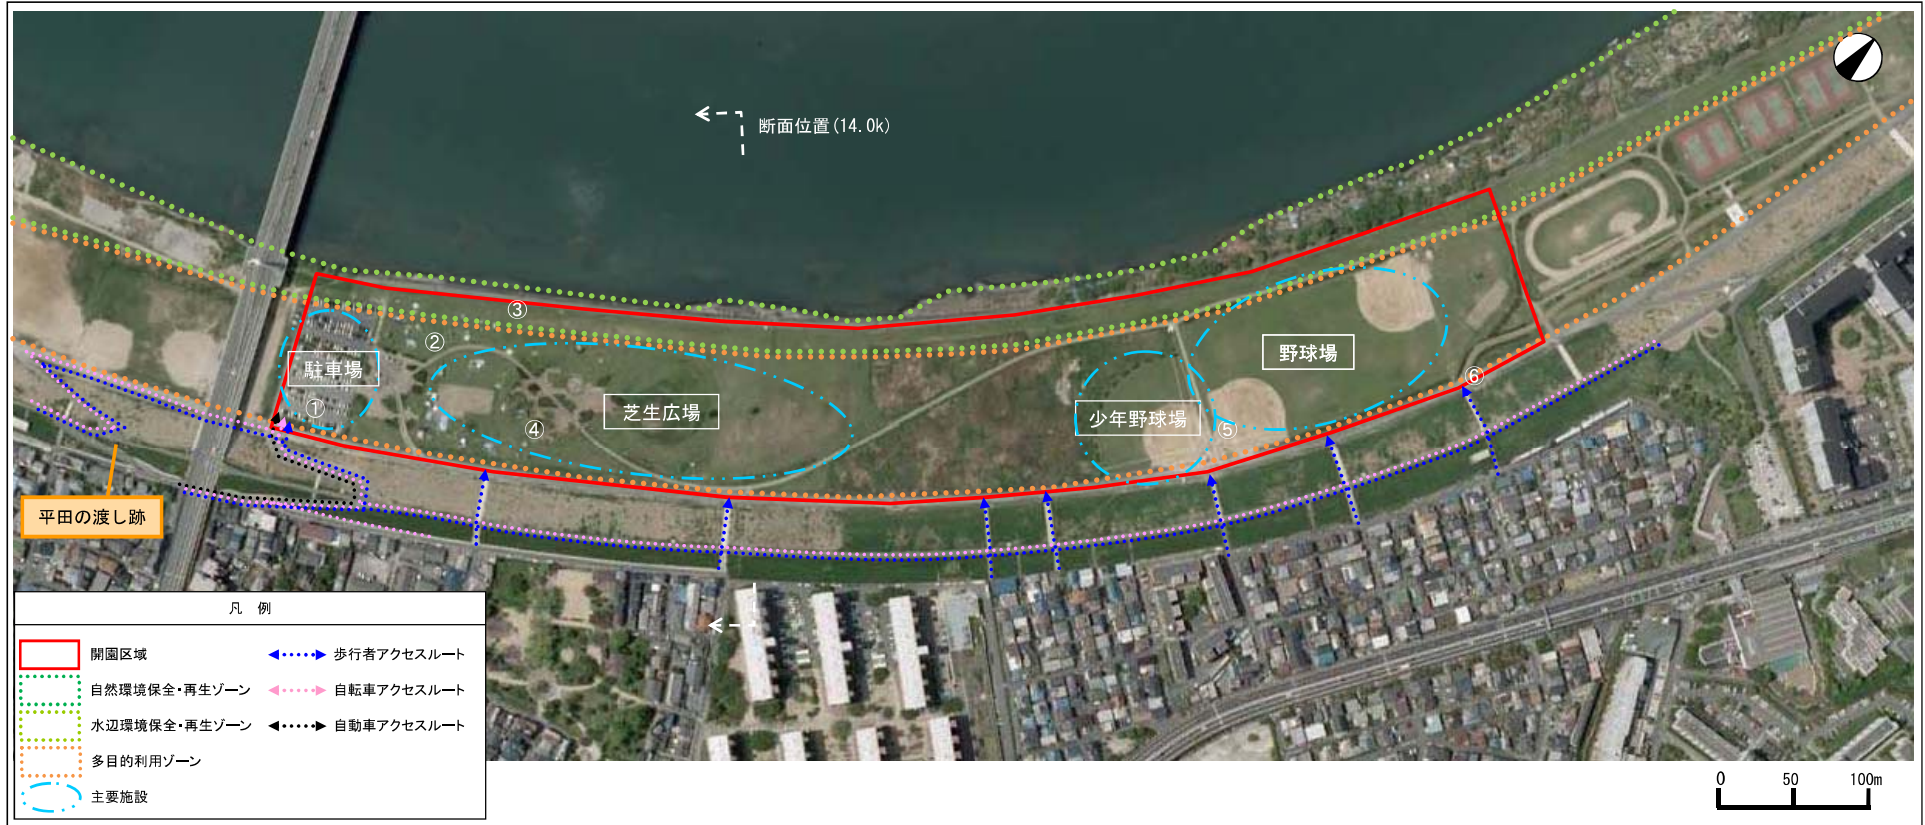 断面位置(14.0k)
③
②
駐車場
野球場
⑥
①
芝生広場
少年野球場
④
⑤
平田の渡し跡
凡 例
開園区域
歩行者アクセスルート
自然環境保全・再生ゾーン
自転車アクセスルート
水辺環境保全・再生ゾーン
自動車アクセスルート
多目的利用ゾーン
主要施設
0 50 100m